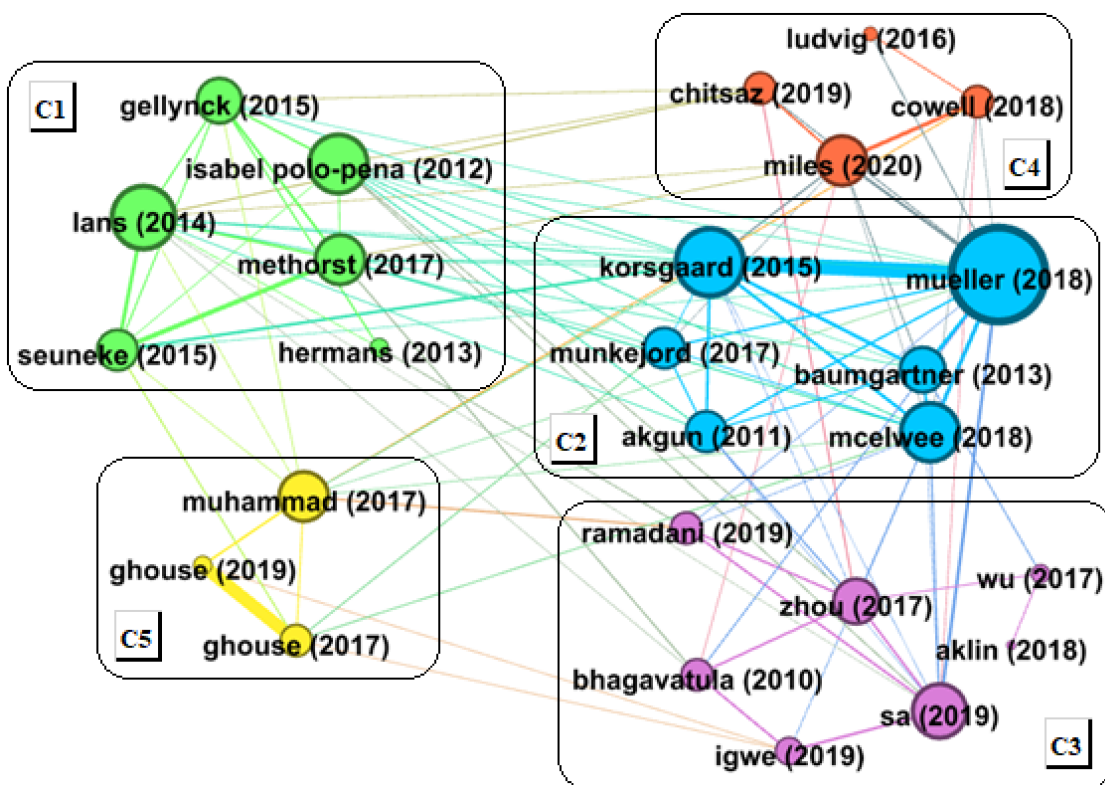 C1
gellynck (2015)
isabel polo-pena (2012)
lans (2014)
methorst (2017)
seuneke (2015)
hermans (2013)
ludvig (2016)
chitsaz (2019)
cowell (2018)
miles (2020)
C4
korsgaard (2015)
mueller (2018)
munkejord (2017)
baumgartner (2013)
akgun (2011)
mcelwee (2018)
C2
muhammad (2017)
ghouse (2019)
ghouse (2017)
C5
ramadani (2019)
wu (2017)
zhou (2017)
aklin (2018)
bhagavatula (2010)
sa (2019)
igwe (2019)
C3